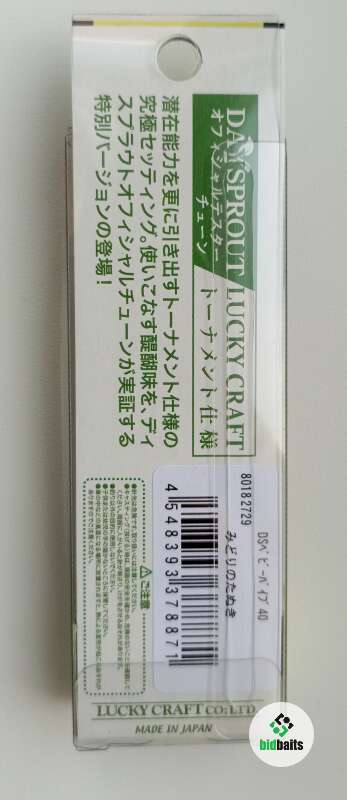 DAYSPROUT LUCKY CRAFT
オフィシャルテスター
チューン
トーナメント仕様
潜在能力を更に引き出すトーナメント仕様の
究極セッティング。使いこなす醍醐味を、ディ
スプラウトオフィシャルチューンが実証する
特別バージョンの登場！
80182729
DSベビーバイブ40
みどりのたぬき
4548393378871
ご注意
LUCKY CRAFT CO.,LTD
MADE IN JAPAN
bidbaits